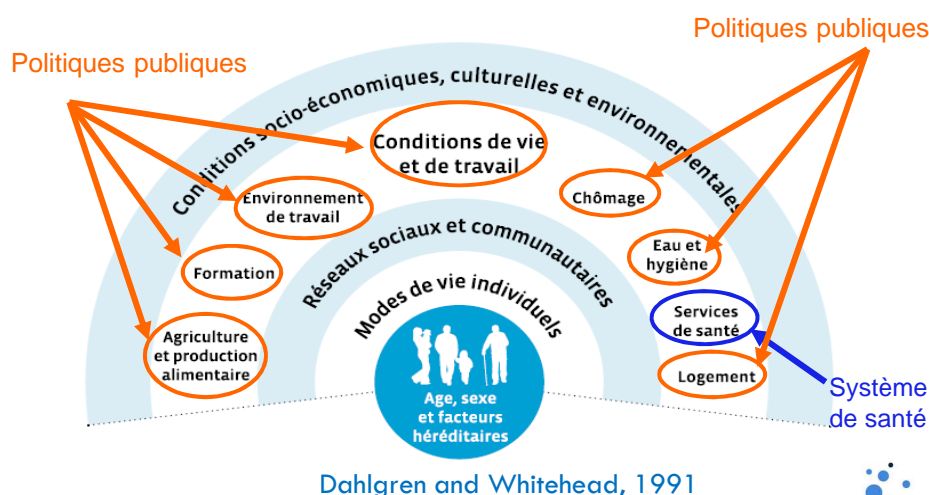 Politiques publiques
Politiques publiques
Conditions socio-économiques, culturelles et environnementales
Conditions de vie
et de travail
Environnement
de travail
Chômage
Formation
Eau et
hygiène
Réseaux sociaux et communautaires
Services
de santé
Agriculture
et production
alimentaire
Modes de vie individuels
Logement
Système
de santé
Age, sexe
et facteurs
héréditaires
Dahlgren and Whitehead, 1991